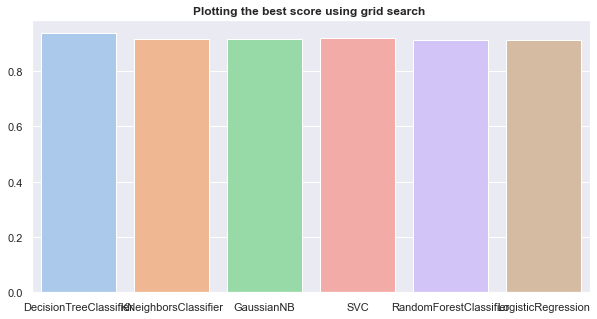 Plotting the best score using grid search
0.8
0.6
0.4
0.2
0.0
DecisionTreeClassifier KNeighborsClassifier GaussianNB SVC RandomForestClassifier LogisticRegression